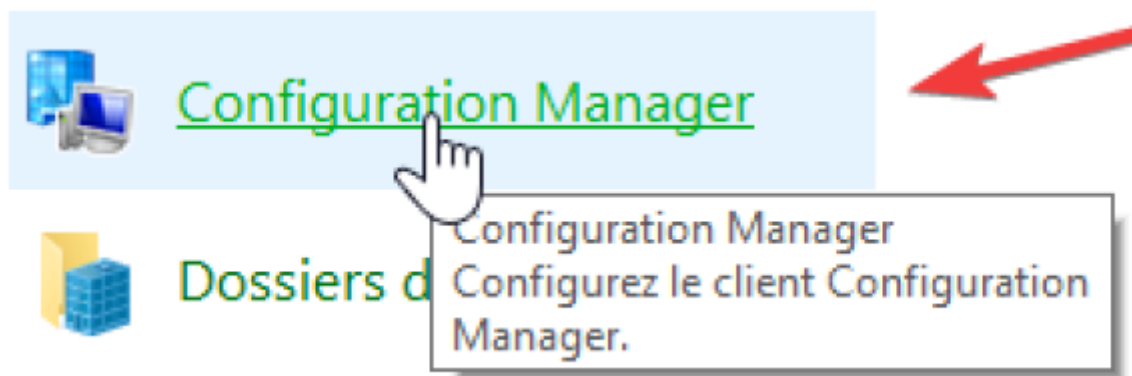 Configuration Manager
Dossiers d
Configuration Manager
Configurez le client Configuration
Manager.